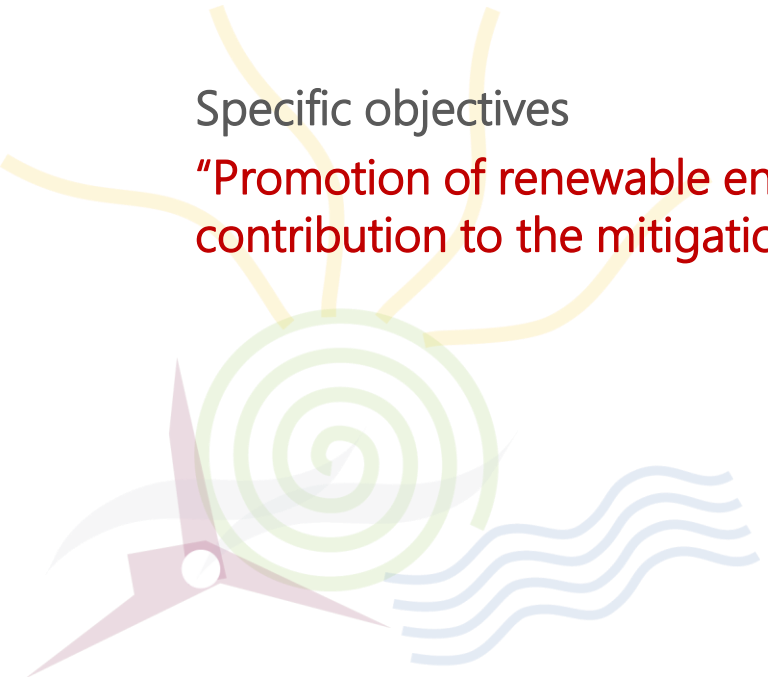 Specific objectives
“Promotion of renewable en
contribution to the mitigatio